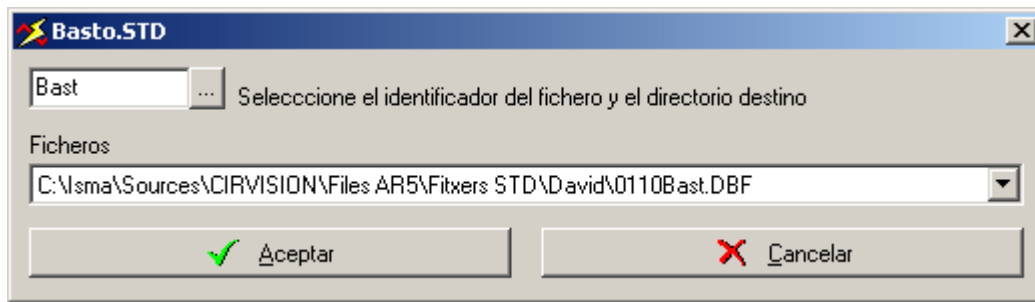 Basto.STD
Bast ... Selecccione el identificador del fichero y el directorio destino
Ficheros
C:\Isma\Sources\CIRVISION\Files AR5\Fitxers STD\David\0110Bast.DBF
Aceptar Cancelar